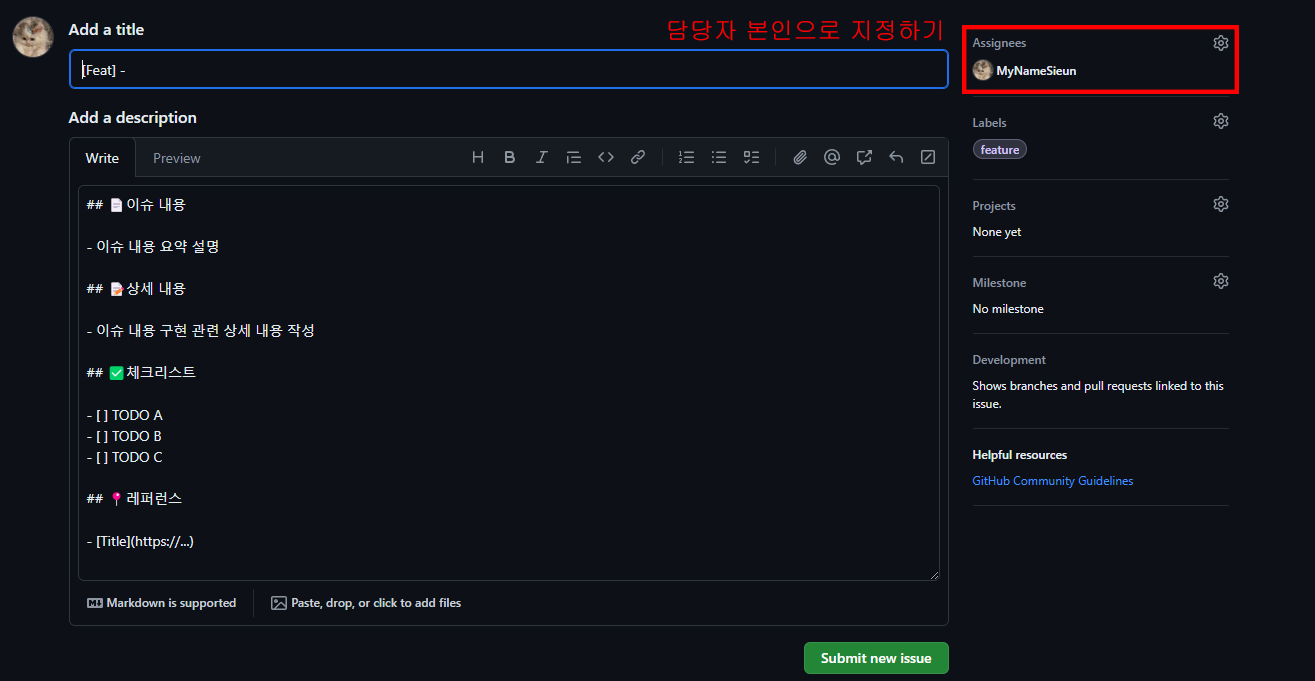 Add a title
담당자 본인으로 지정하기
[Feat] -
Add a description
Write
Preview
## 📄 이슈 내용
- 이슈 내용 요약 설명
## 📝 상세 내용
- 이슈 내용 구현 관련 상세 내용 작성
## ✅ 체크리스트
- [ ] TODO A
- [ ] TODO B
- [ ] TODO C
## 📍 레퍼런스
- [Title](https://...)
Markdown is supported
Paste, drop, or click to add files
Submit new issue
Assignees
MyNameSieun
Labels
feature
Projects
None yet
Milestone
No milestone
Development
Shows branches and pull requests linked to this
issue.
Helpful resources
GitHub Community Guidelines